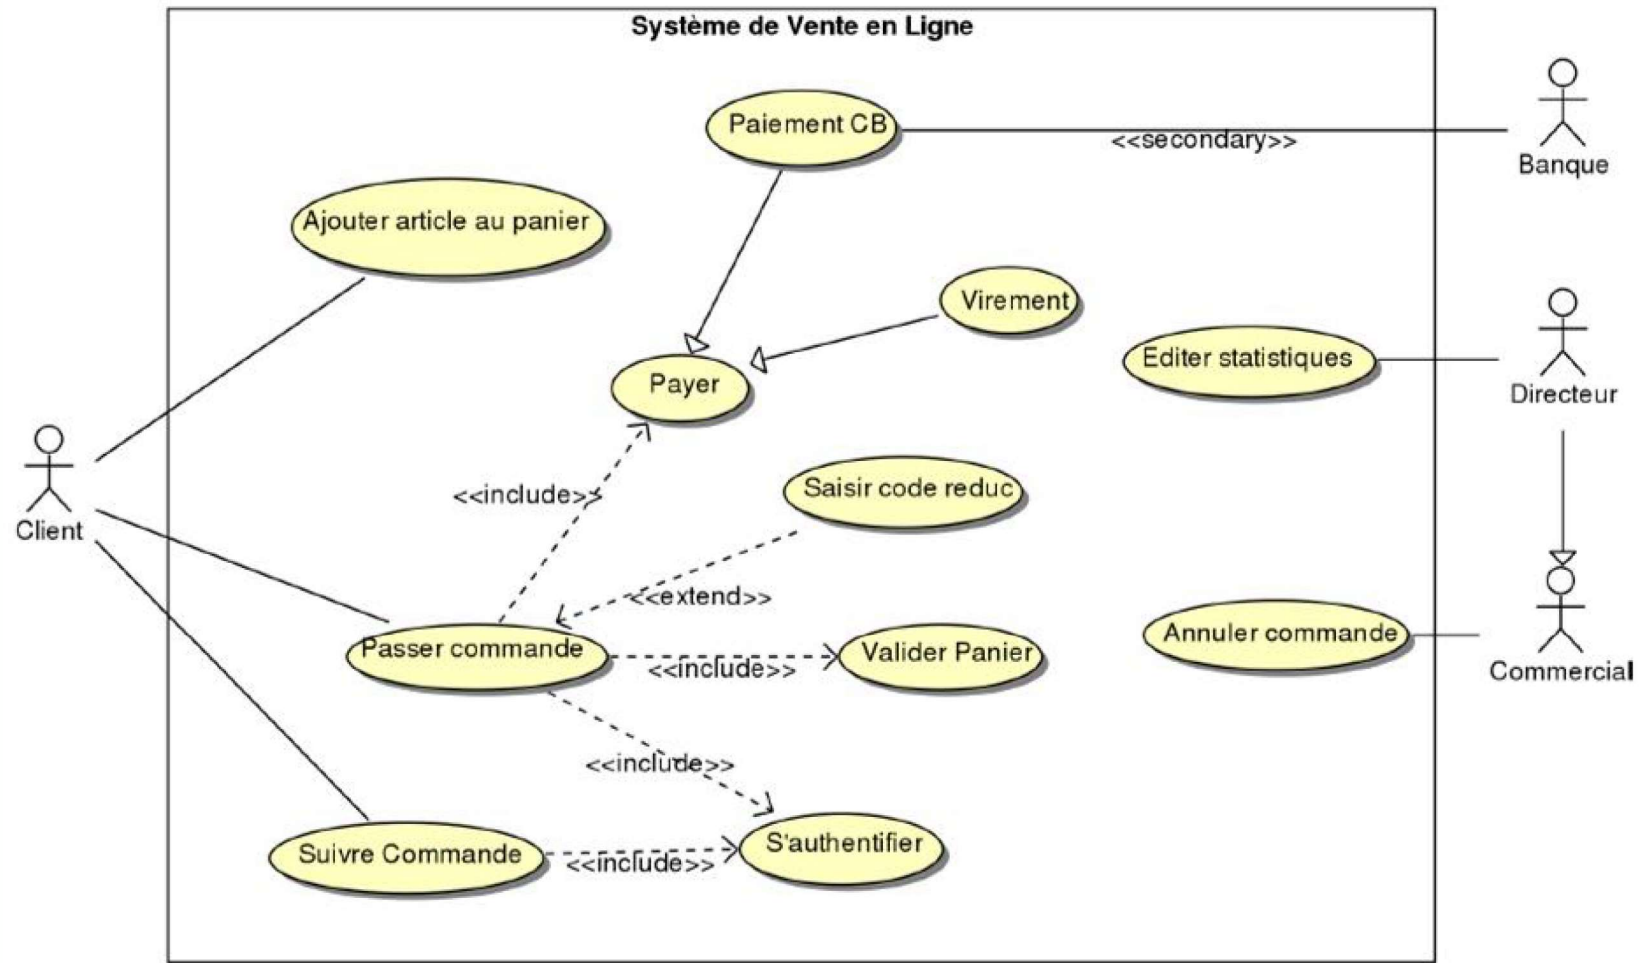 Système de Vente en Ligne
Paiement CB
<<secondary>>
Banque
Ajouter article au panier
Virement
Editer statistiques
Payer
Directeur
<<include>>
Saisir code reduc
Client
<<extend>>
Passer commande
<<include>>
Valider Panier
Annuler commande
Commercial
<<include>>
Suivre Commande
<<include>>
S'authentifier